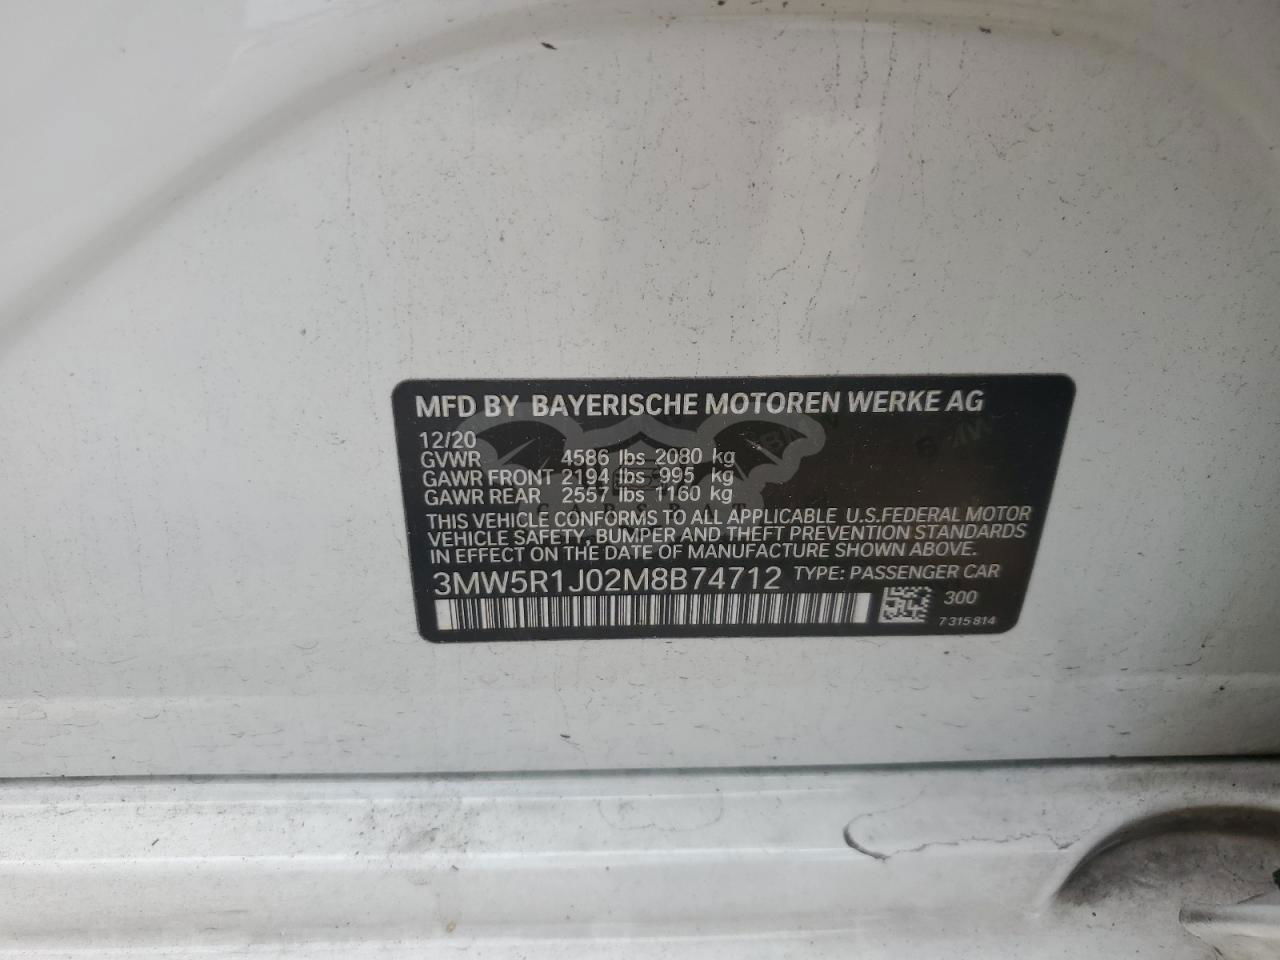 MFD BY BAYERISCHE MOTOREN WERKE AG
12/20
GVWR 4586 lbs 2080 kg
GAWR FRONT 2194 lbs 995 kg
GAWR REAR 2557 lbs 1160 kg
THIS VEHICLE CONFORMS TO ALL APPLICABLE U.S.FEDERAL MOTOR
VEHICLE SAFETY, BUMPER AND THEFT PREVENTION STANDARDS
IN EFFECT ON THE DATE OF MANUFACTURE SHOWN ABOVE.
3MW5R1J02M8B74712 TYPE: PASSENGER CAR
300
7 315 814